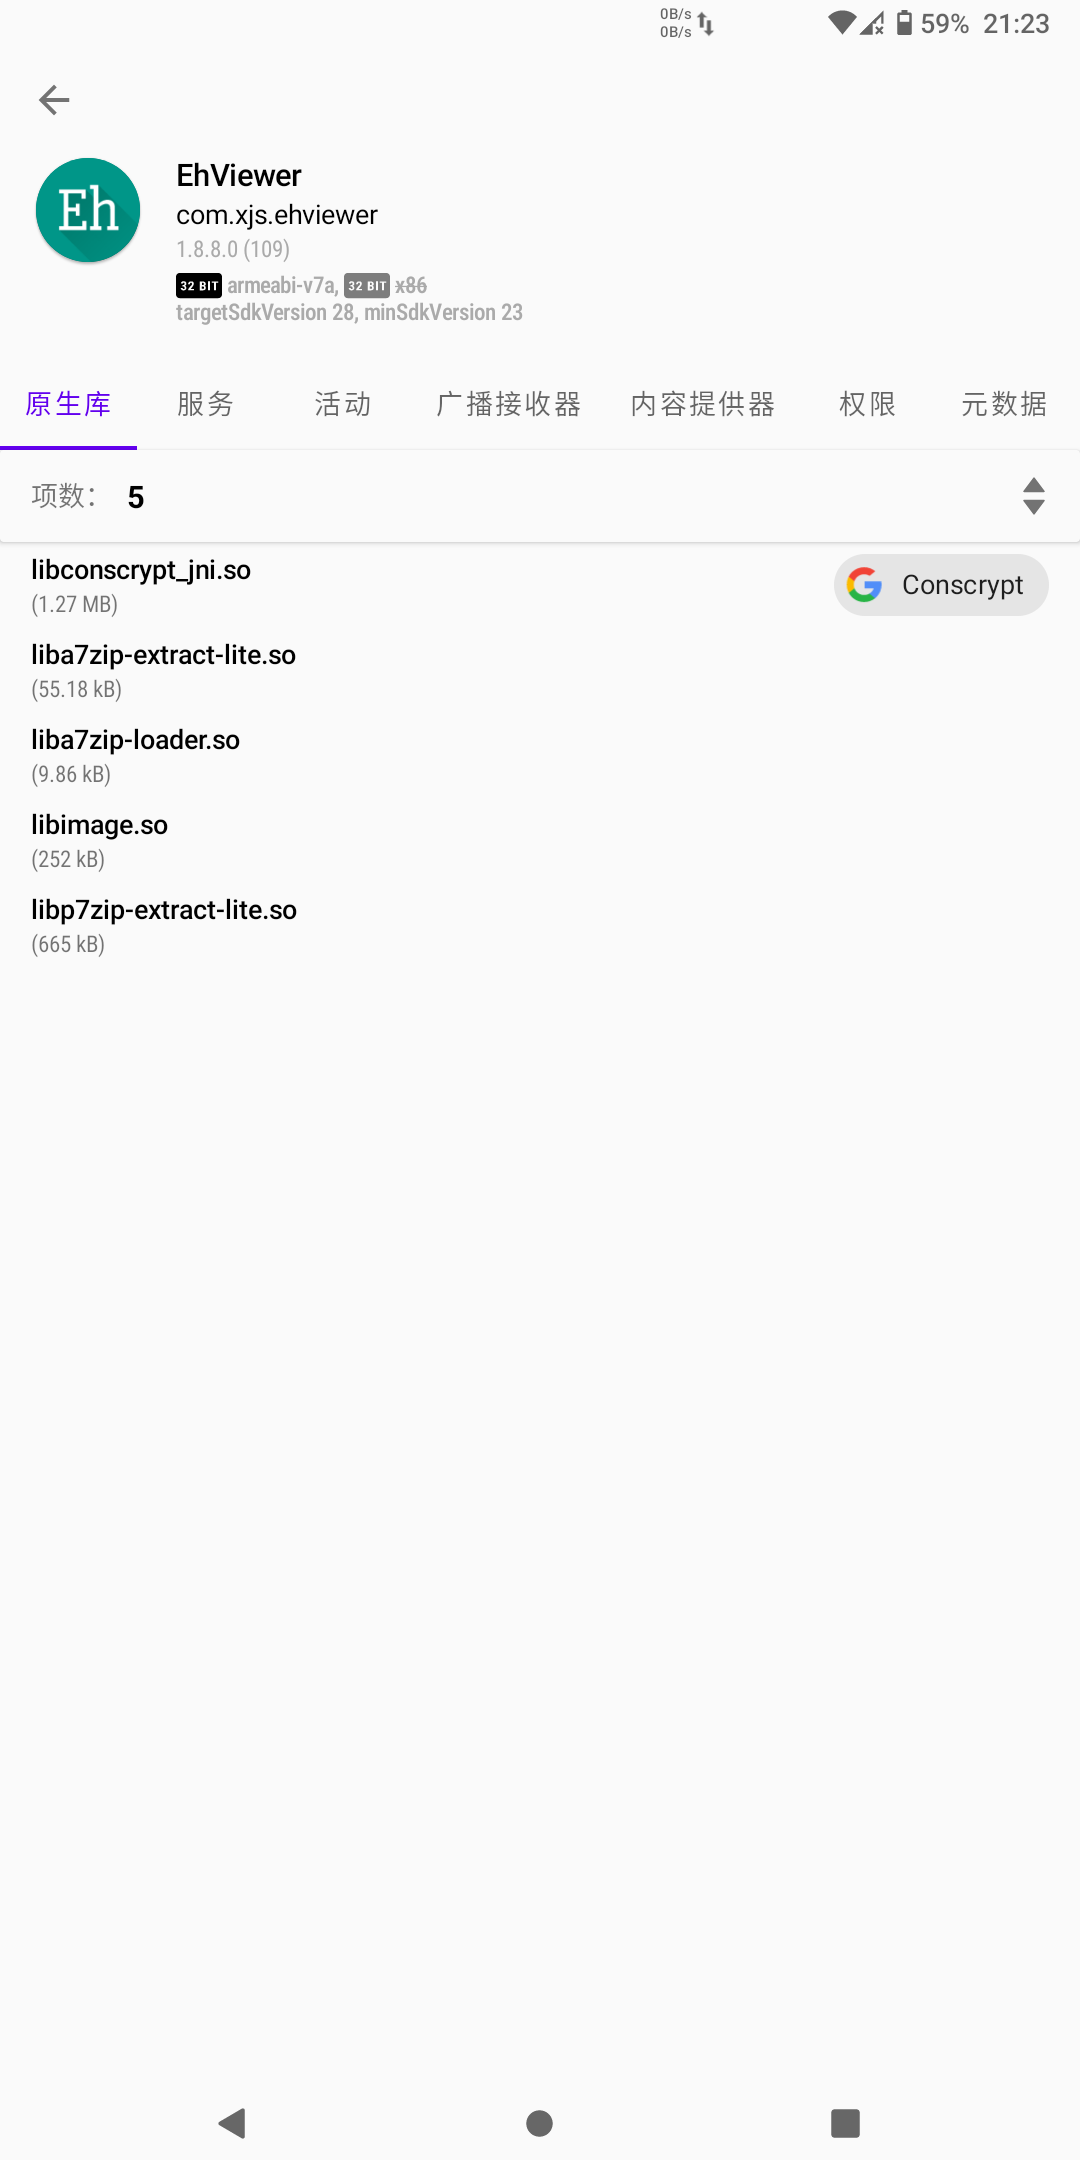 0B/s
0B/s
59% 21:23
Eh
EhViewer
com.xjs.ehviewer
1.8.8.0 (109)
32 BIT armeabi-v7a, 32 BIT x86
targetSdkVersion 28, minSdkVersion 23
原生库 服务 活动 广播接收器 内容提供器 权限 元数据
项数： 5
libconscrypt_jni.so
(1.27 MB)
Conscrypt
liba7zip-extract-lite.so
(55.18 kB)
liba7zip-loader.so
(9.86 kB)
libimage.so
(252 kB)
libp7zip-extract-lite.so
(665 kB)